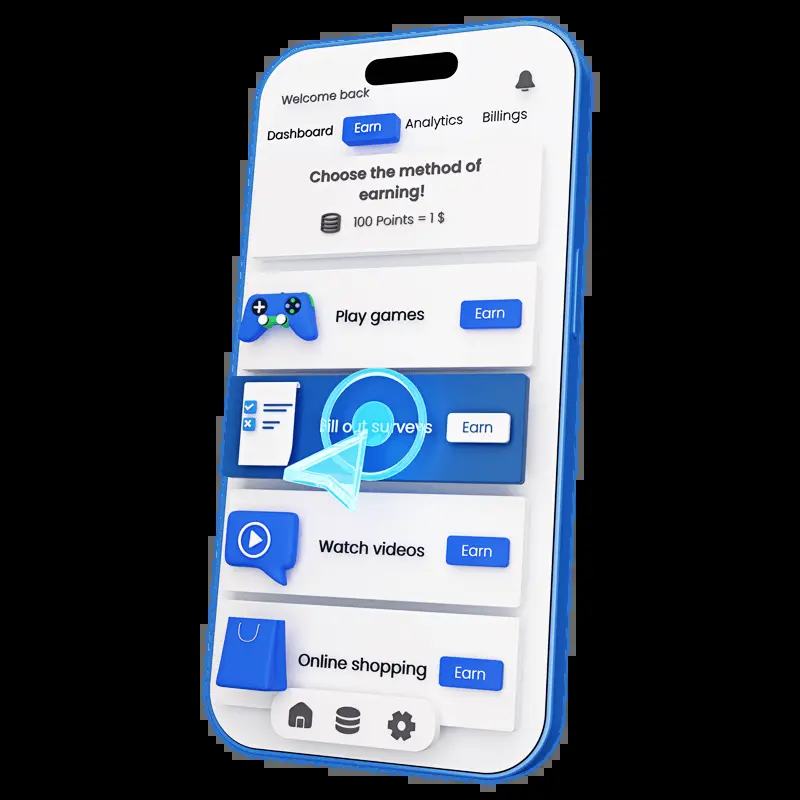 Welcome back
Dashboard Earn Analytics Billings
Choose the method of
earning!
100 Points = 1 $
Play games Earn
Fill out surveys Earn
Watch videos Earn
Online shopping Earn